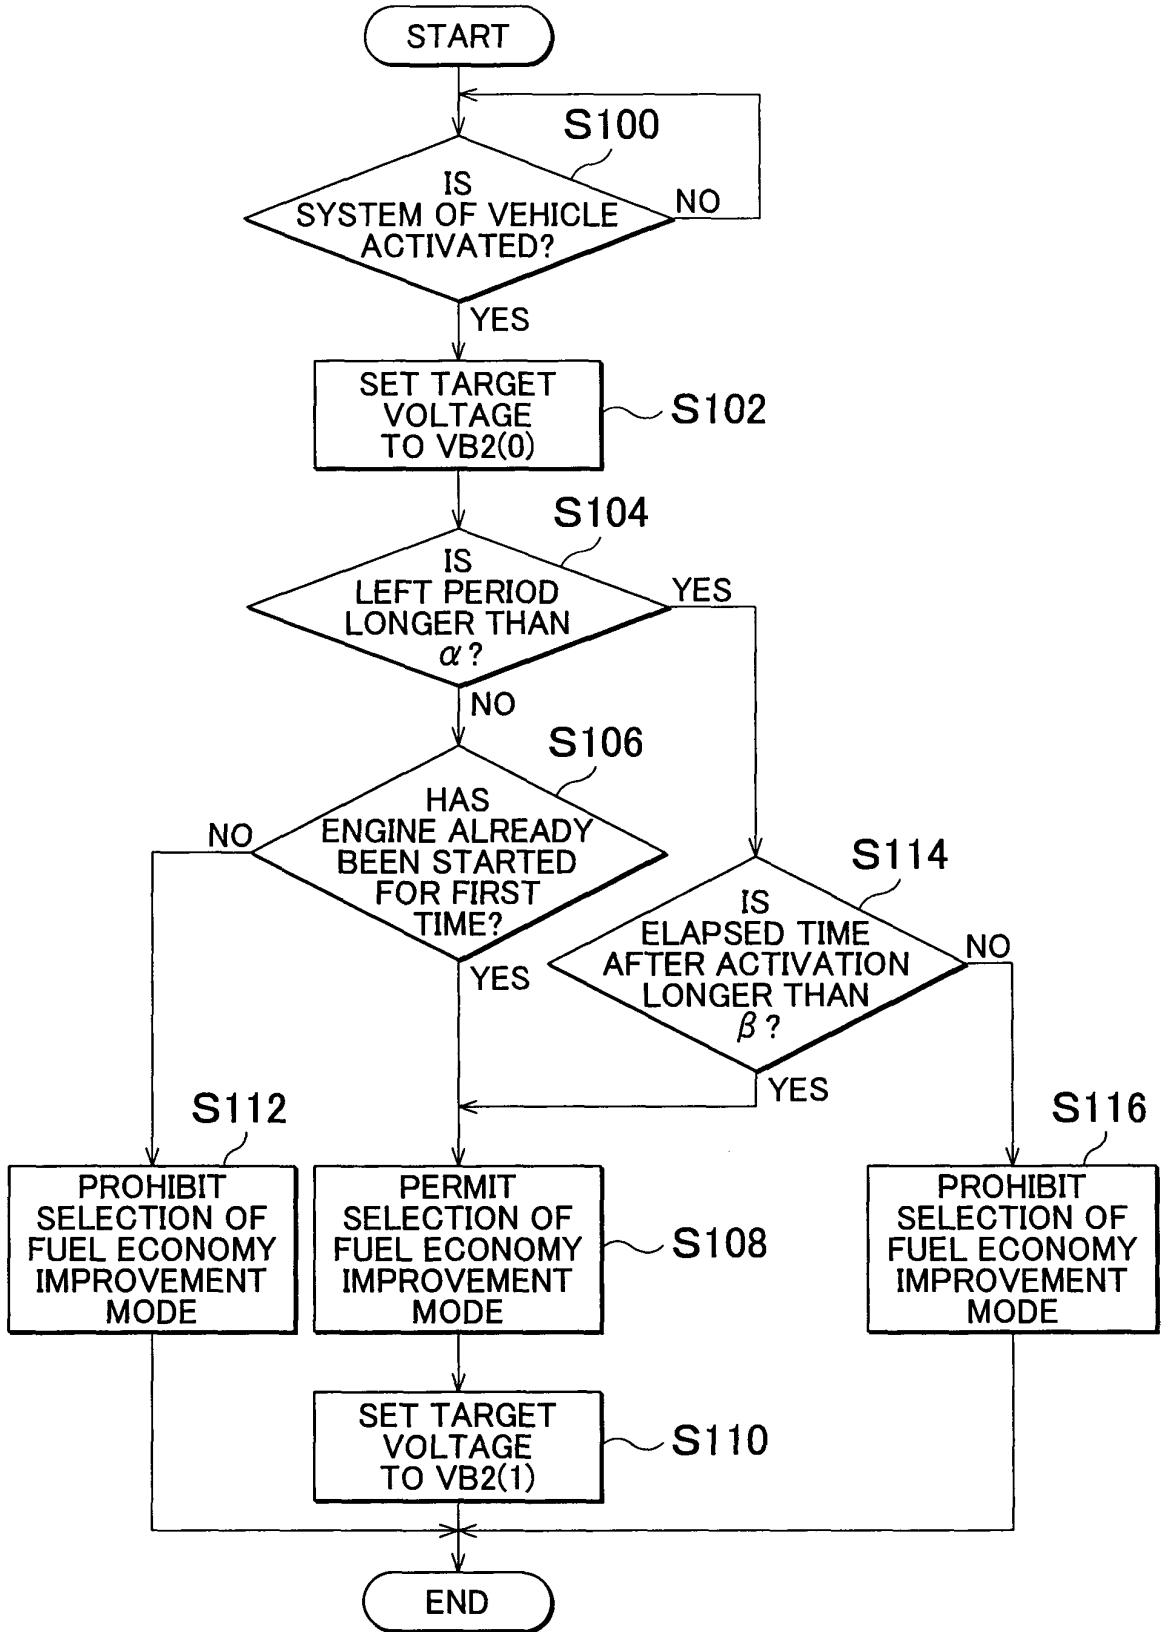 START
S100
IS
SYSTEM OF VEHICLE
ACTIVATED?
NO
YES
SET TARGET
VOLTAGE
TO VB2(0)
S102
S104
IS
LEFT PERIOD
LONGER THAN
α?
YES
NO
S106
HAS
ENGINE ALREADY
BEEN STARTED
FOR FIRST
TIME?
NO
YES
S114
IS
ELAPSED TIME
AFTER ACTIVATION
LONGER THAN
β?
NO
YES
S112
PROHIBIT
SELECTION OF
FUEL ECONOMY
IMPROVEMENT
MODE
PERMIT
SELECTION OF
FUEL ECONOMY
IMPROVEMENT
MODE
S108
S116
PROHIBIT
SELECTION OF
FUEL ECONOMY
IMPROVEMENT
MODE
SET TARGET
VOLTAGE
TO VB2(1)
S110
END